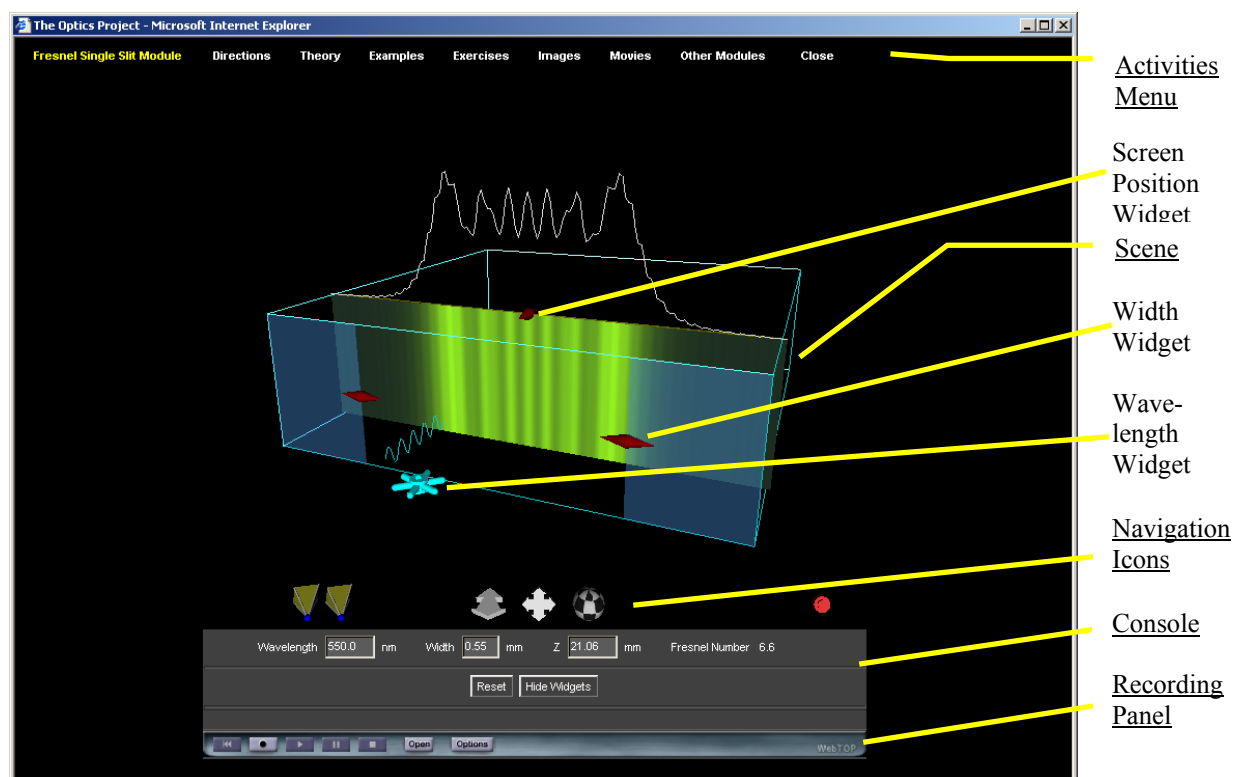 The Optics Project - Microsoft Internet Explorer
Fresnel Single Slit Module Directions Theory Examples Exercises Images Movies Other Modules Close
Activities
Menu
Screen
Position
Widget
Scene
Width
Widget
Wave-
length
Widget
Navigation
Icons
Wavelength 550.0 nm Width 0.55 mm Z 21.06 mm Fresnel Number 6.6
Console
Reset Hide Widgets
Recording
Panel
Open Options WebTOP